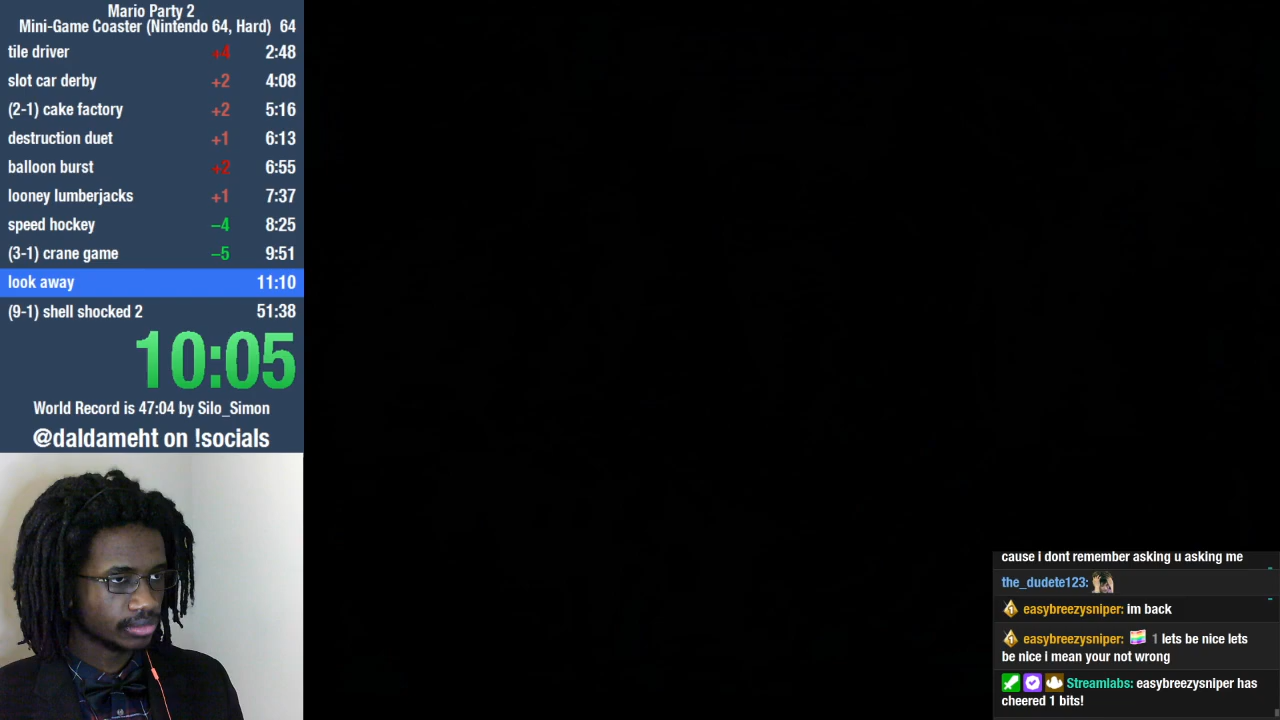 Mario Party 2
Mini-Game Coaster (Nintendo 64, Hard) 64
tile driver +4 2:48
slot car derby +2 4:08
(2-1) cake factory +2 5:16
destruction duet +1 6:13
balloon burst +2 6:55
looney lumberjacks +1 7:37
speed hockey −4 8:25
(3-1) crane game −5 9:51
look away 11:10
(9-1) shell shocked 2 51:38
10:05
World Record is 47:04 by Silo_Simon
@daldameht on !socials
cause i dont remember asking u asking me
the_dudete123:
1 easybreezysniper: im back
1 easybreezysniper: 1 lets be nice lets
be nice i mean your not wrong
Streamlabs: easybreezysniper has
cheered 1 bits!